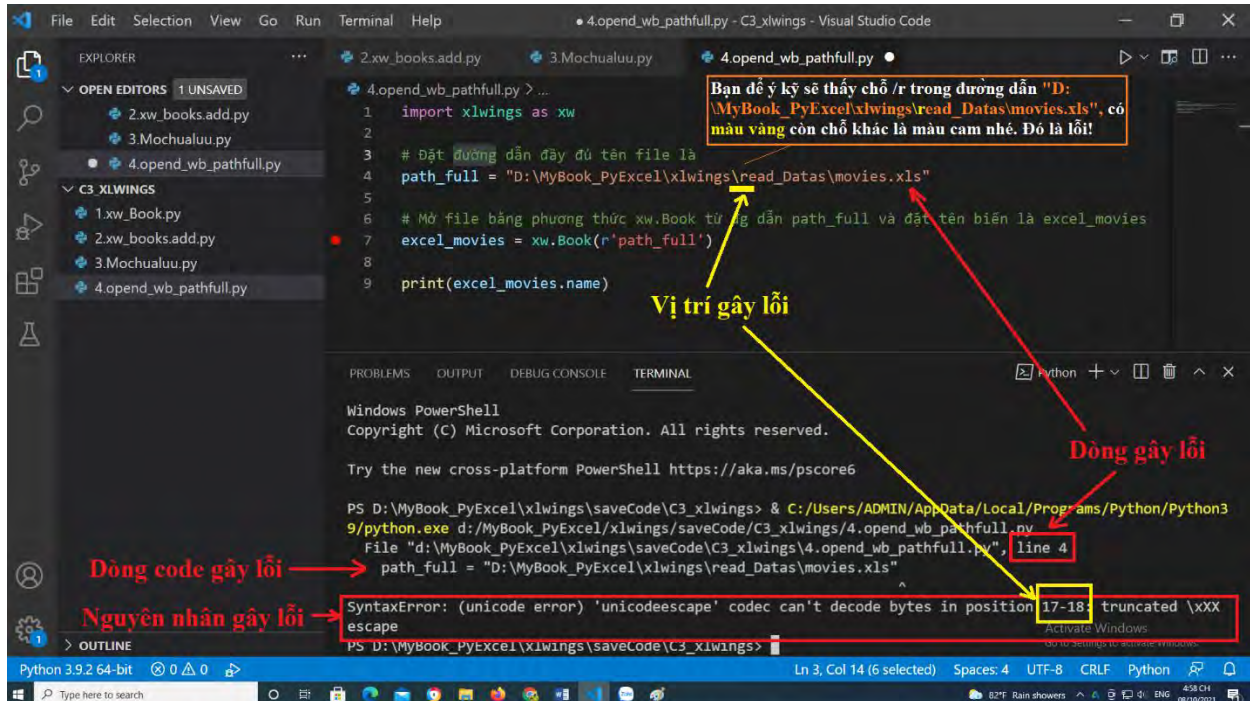 File Edit Selection View Go Run Terminal Help
● 4.opend_wb_pathfull.py - C3_xlwings - Visual Studio Code
EXPLORER ···
OPEN EDITORS 1 UNSAVED
2.xw_books.add.py
3.Mochualuu.py
● 4.opend_wb_pathfull.py
C3_XLWINGS
1.xw_Book.py
2.xw_books.add.py
3.Mochualuu.py
4.opend_wb_pathfull.py
OUTLINE
2.xw_books.add.py 3.Mochualuu.py 4.opend_wb_pathfull.py ●
4.opend_wb_pathfull.py > ...
1 import xlwings as xw
2
3 # Đặt đường dẫn đầy đủ tên file là
4 path_full = "D:\MyBook_PyExcel\xlwings\read_Datas\movies.xls"
5
6 # Mở file bằng phương thức xw.Book từ ng dẫn path_full và đặt tên biến là excel_movies
7 excel_movies = xw.Book(r'path_full')
8
9 print(excel_movies.name)
Bạn để ý kỹ sẽ thấy chỗ /r trong đường dẫn "D:
\MyBook_PyExcel\xlwings\read_Datas\movies.xls", có
màu vàng còn chỗ khác là màu cam nhé. Đó là lỗi!
Vị trí gây lỗi
PROBLEMS OUTPUT DEBUG CONSOLE TERMINAL
Python
Windows PowerShell
Copyright (C) Microsoft Corporation. All rights reserved.
Dòng gây lỗi
Try the new cross-platform PowerShell https://aka.ms/pscore6
PS D:\MyBook_PyExcel\xlwings\saveCode\C3_xlwings> & C:/Users/ADMIN/AppData/Local/Programs/Python/Python3
9/python.exe d:/MyBook_PyExcel/xlwings/saveCode/C3_xlwings/4.opend_wb_pathfull.py
File "d:\MyBook_PyExcel\xlwings\saveCode\C3_xlwings\4.opend_wb_pathfull.py", line 4
Dòng code gây lỗi
path_full = "D:\MyBook_PyExcel\xlwings\read_Datas\movies.xls"
^
Nguyên nhân gây lỗi
SyntaxError: (unicode error) 'unicodeescape' codec can't decode bytes in position 17-18: truncated \xXX
escape
Activate Windows
Go to Settings to activate Windows.
PS D:\MyBook_PyExcel\xlwings\saveCode\C3_xlwings>
Python 3.9.2 64-bit 0 0 Ln 3, Col 14 (6 selected) Spaces: 4 UTF-8 CRLF Python
Type here to search 82°F Rain showers ENG 4:58 CH
08/10/2021